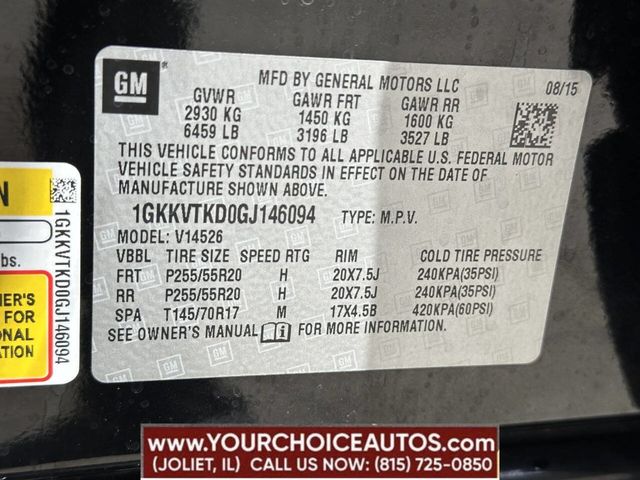 GM
MFD BY GENERAL MOTORS LLC 08/15
GVWR GAWR FRT GAWR RR
2930 KG 1450 KG 1600 KG
6459 LB 3196 LB 3527 LB
THIS VEHICLE CONFORMS TO ALL APPLICABLE U.S. FEDERAL MOTOR
VEHICLE SAFETY STANDARDS IN EFFECT ON THE DATE OF
MANUFACTURE SHOWN ABOVE.
1GKKVTKD0GJ146094 TYPE: M.P.V.
MODEL: V14526
VBBL TIRE SIZE SPEED RTG RIM COLD TIRE PRESSURE
FRT P255/55R20 H 20X7.5J 240KPA(35PSI)
RR P255/55R20 H 20X7.5J 240KPA(35PSI)
SPA T145/70R17 M 17X4.5B 420KPA(60PSI)
SEE OWNER'S MANUAL FOR MORE INFORMATION.
1GKKVTKD0GJ146094
N
bs.
NER'S
FOR
ONAL
ATION
WWW.YOURCHOICEAUTOS.COM
(JOLIET, IL) CALL US NOW: (815) 725-0850